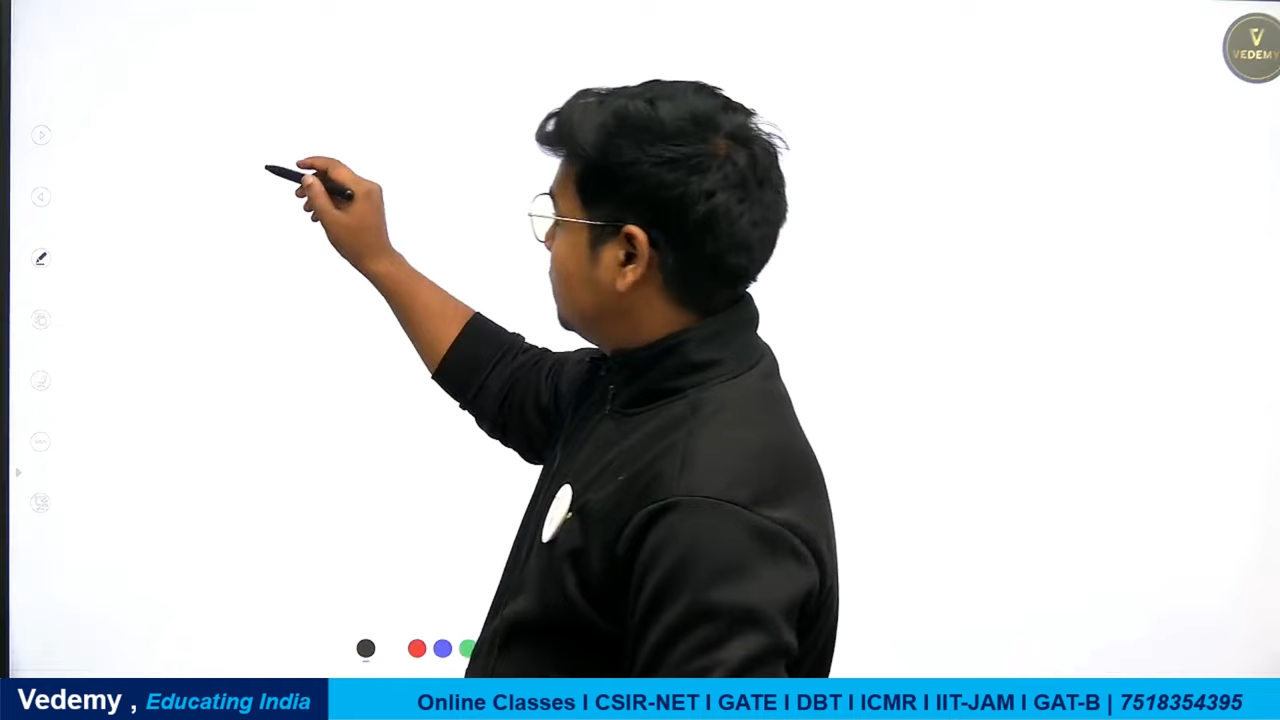 VEDEMY
Vedemy , Educating India
Online Classes I CSIR-NET I GATE I DBT I ICMR I IIT-JAM I GAT-B | 7518354395